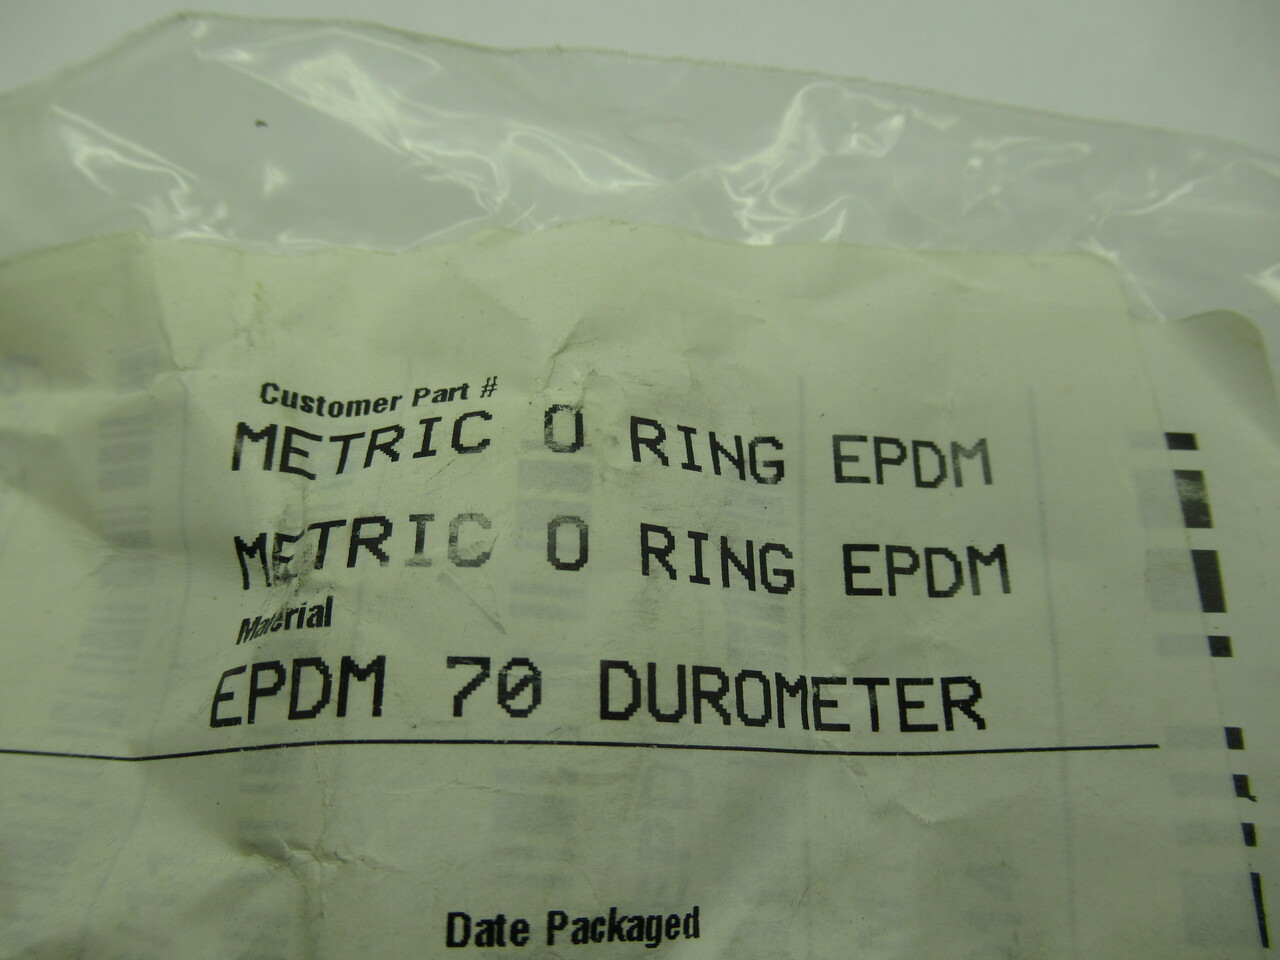 Customer Part #
METRIC O RING EPDM
METRIC O RING EPDM
Material
EPDM 70 DUROMETER
Date Packaged